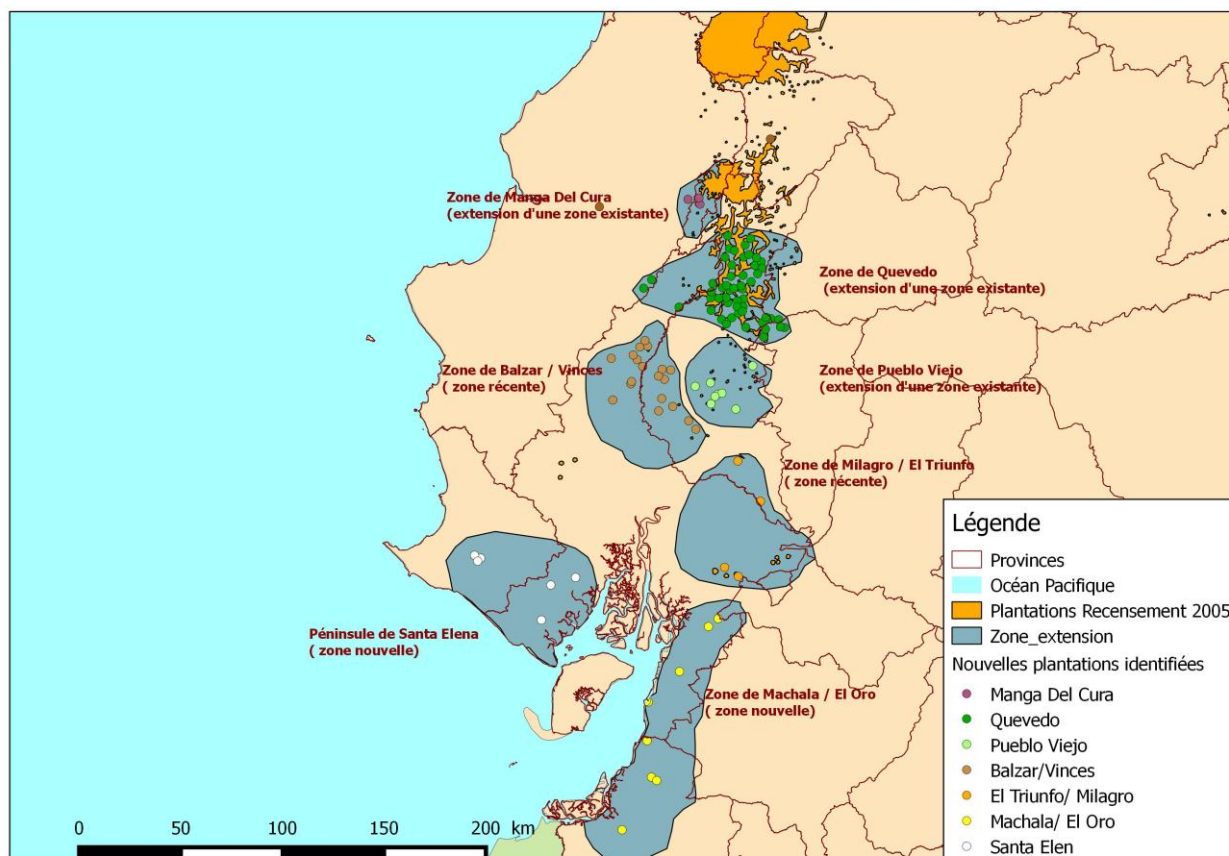 Zone de Manga Del Cura
(extension d'une zone existante)
Zone de Quevedo
(extension d'une zone existante)
Zone de Balzar / Vinces
( zone récente)
Zone de Pueblo Viejo
(extension d'une zone existante)
Zone de Milagro / El Triunfo
( zone récente)
Péninsule de Santa Elena
( zone nouvelle)
Zone de Machala / El Oro
( zone nouvelle)
Légende
Provinces
Océan Pacifique
Plantations Recensement 2005
Zone_extension
Nouvelles plantations identifiées
Manga Del Cura
Quevedo
Pueblo Viejo
Balzar/Vinces
El Triunfo/ Milagro
Machala/ El Oro
Santa Elen
0 50 100 150 200 km